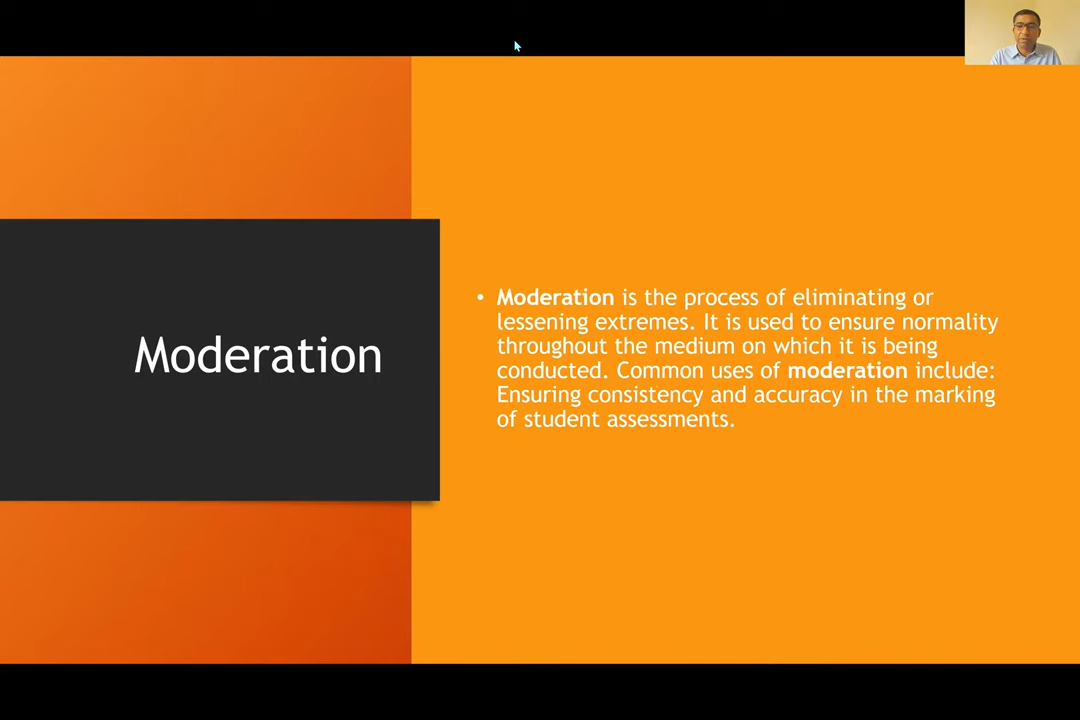 Moderation
• Moderation is the process of eliminating or
lessening extremes. It is used to ensure normality
throughout the medium on which it is being
conducted. Common uses of moderation include:
Ensuring consistency and accuracy in the marking
of student assessments.